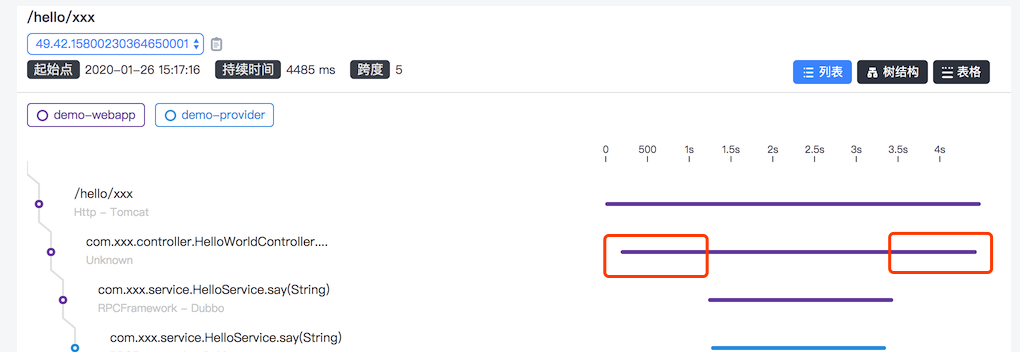 /hello/xxx
49.42.15800230364650001
起始点 2020-01-26 15:17:16 持续时间 4485 ms 跨度 5
列表 树结构 表格
demo-webapp demo-provider
0 500 1s 1.5s 2s 2.5s 3s 3.5s 4s
/hello/xxx
Http - Tomcat
com.xxx.controller.HelloWorldController....
Unknown
com.xxx.service.HelloService.say(String)
RPCFramework - Dubbo
com.xxx.service.HelloService.say(String)